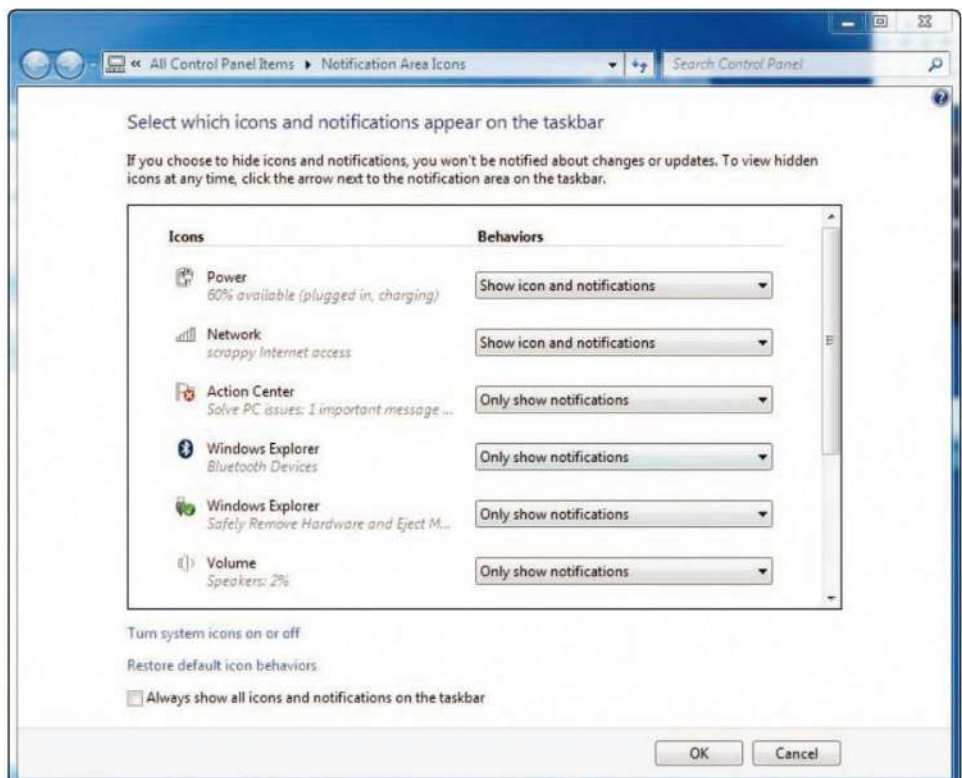 « All Control Panel Items ▸ Notification Area Icons
Search Control Panel
Select which icons and notifications appear on the taskbar
If you choose to hide icons and notifications, you won't be notified about changes or updates. To view hidden
icons at any time, click the arrow next to the notification area on the taskbar.
Icons Behaviors
Power
60% available (plugged in, charging)
Show icon and notifications
Network
scrappy Internet access
Show icon and notifications
Action Center
Solve PC issues: 1 important message ...
Only show notifications
Windows Explorer
Bluetooth Devices
Only show notifications
Windows Explorer
Safely Remove Hardware and Eject M...
Only show notifications
Volume
Speakers: 2%
Only show notifications
Turn system icons on or off
Restore default icon behaviors
Always show all icons and notifications on the taskbar
OK Cancel